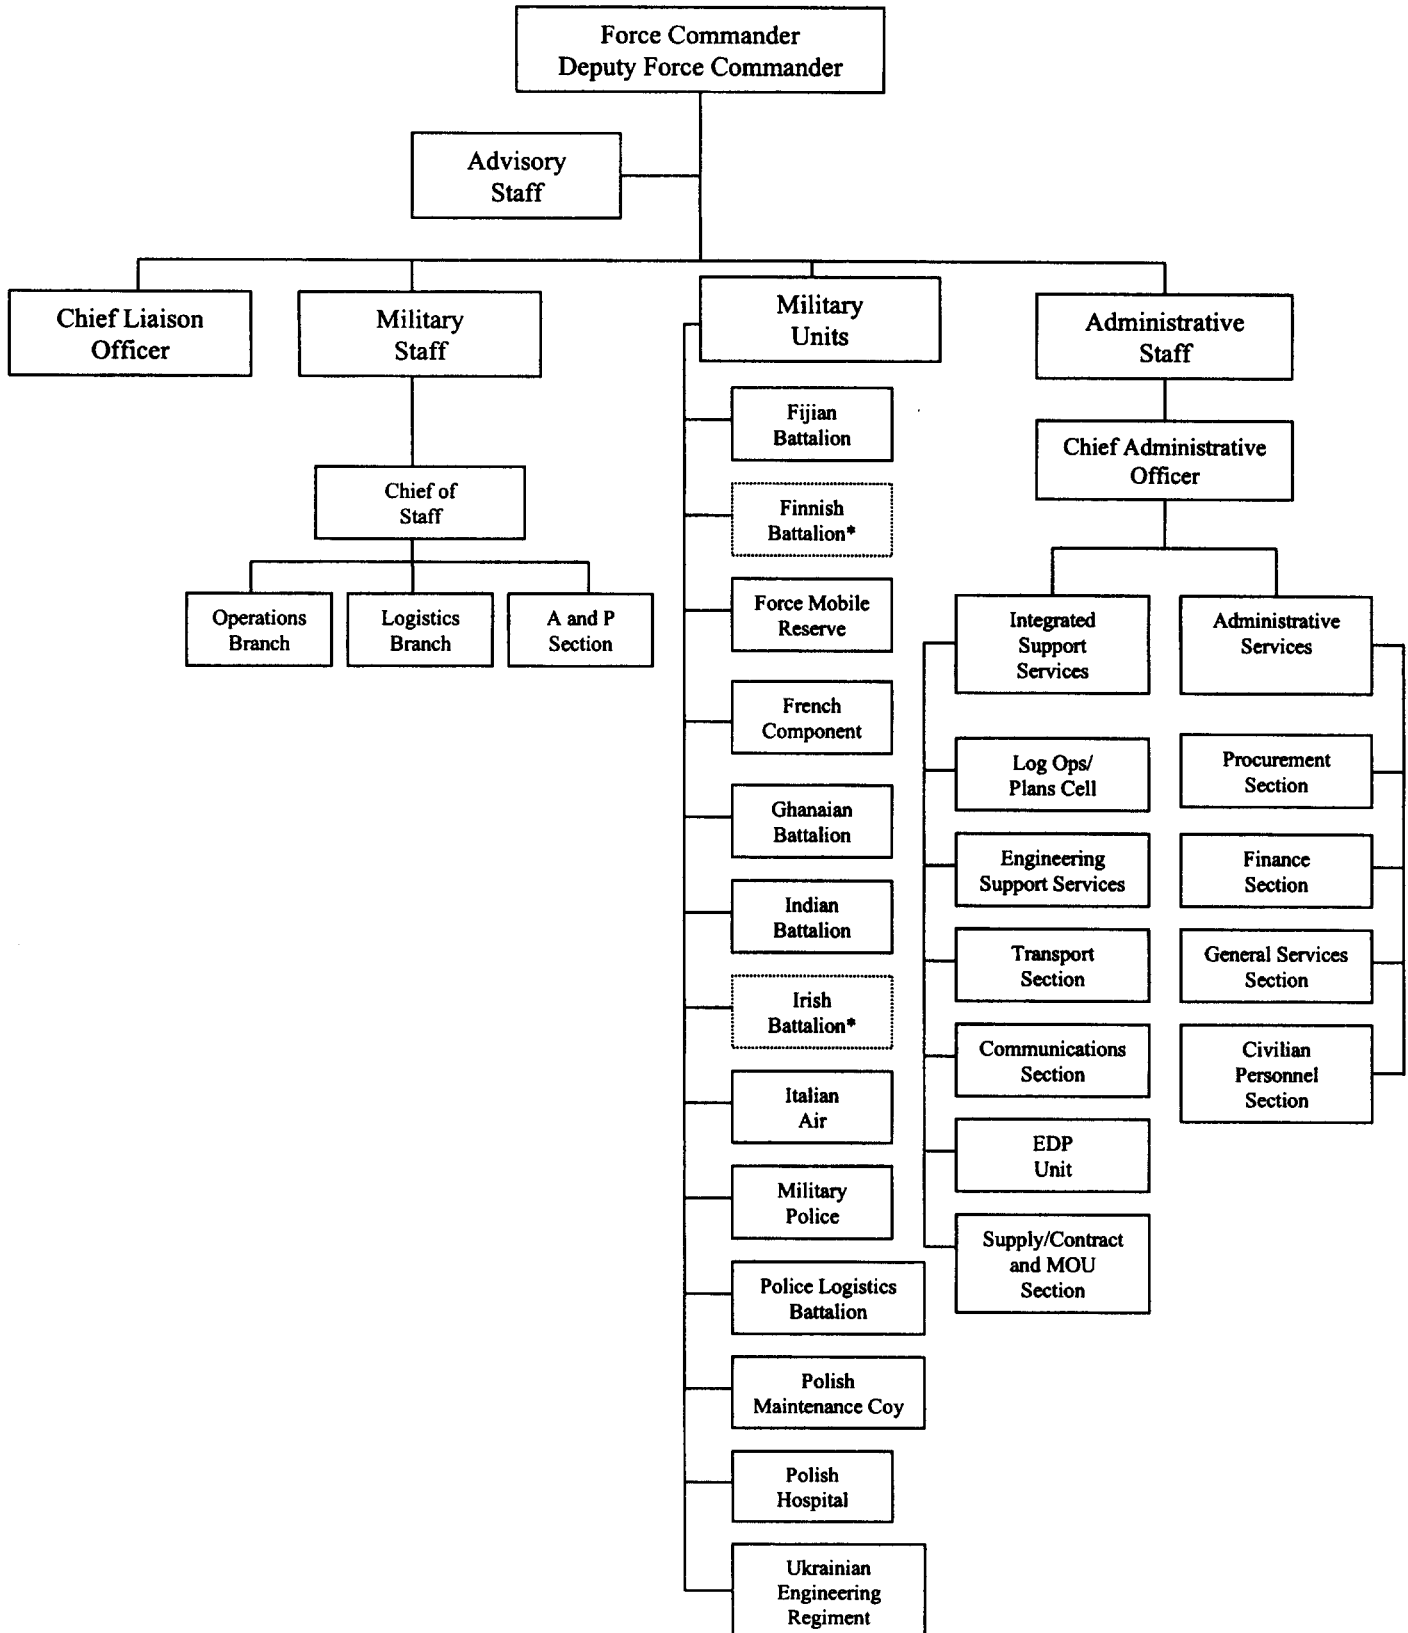 Force Commander
Deputy Force Commander
Advisory
Staff
Chief Liaison
Officer
Military
Staff
Military
Units
Administrative
Staff
Chief of
Staff
Operations
Branch
Logistics
Branch
A and P
Section
Fijian
Battalion
Finnish
Battalion*
Force Mobile
Reserve
French
Component
Ghanaian
Battalion
Indian
Battalion
Irish
Battalion*
Italian
Air
Military
Police
Police Logistics
Battalion
Polish
Maintenance Coy
Polish
Hospital
Ukrainian
Engineering
Regiment
Chief Administrative
Officer
Integrated
Support
Services
Log Ops/
Plans Cell
Engineering
Support Services
Transport
Section
Communications
Section
EDP
Unit
Supply/Contract
and MOU
Section
Administrative
Services
Procurement
Section
Finance
Section
General Services
Section
Civilian
Personnel
Section